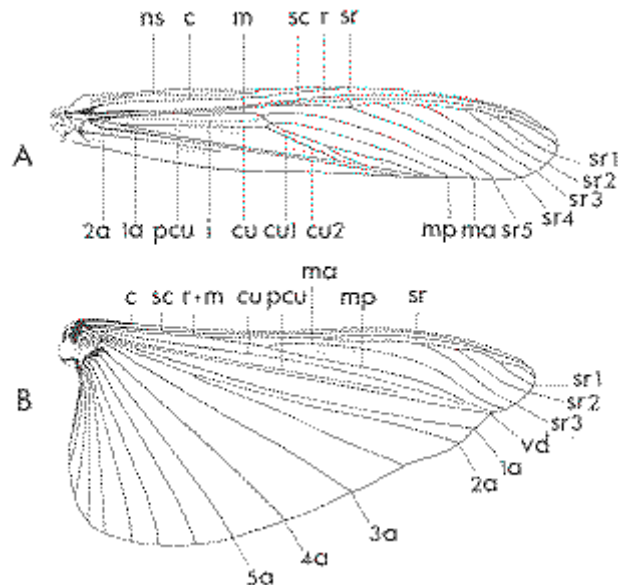 ns c m sc r sr
A
sr1
sr2
sr3
sr4
2a 1a pcu i cu cu1 cu2 mp ma sr5
ma
c sc r+m cu pcu mp sr
B
sr1
sr2
sr3
vd
1a
2a
3a
4a
5a